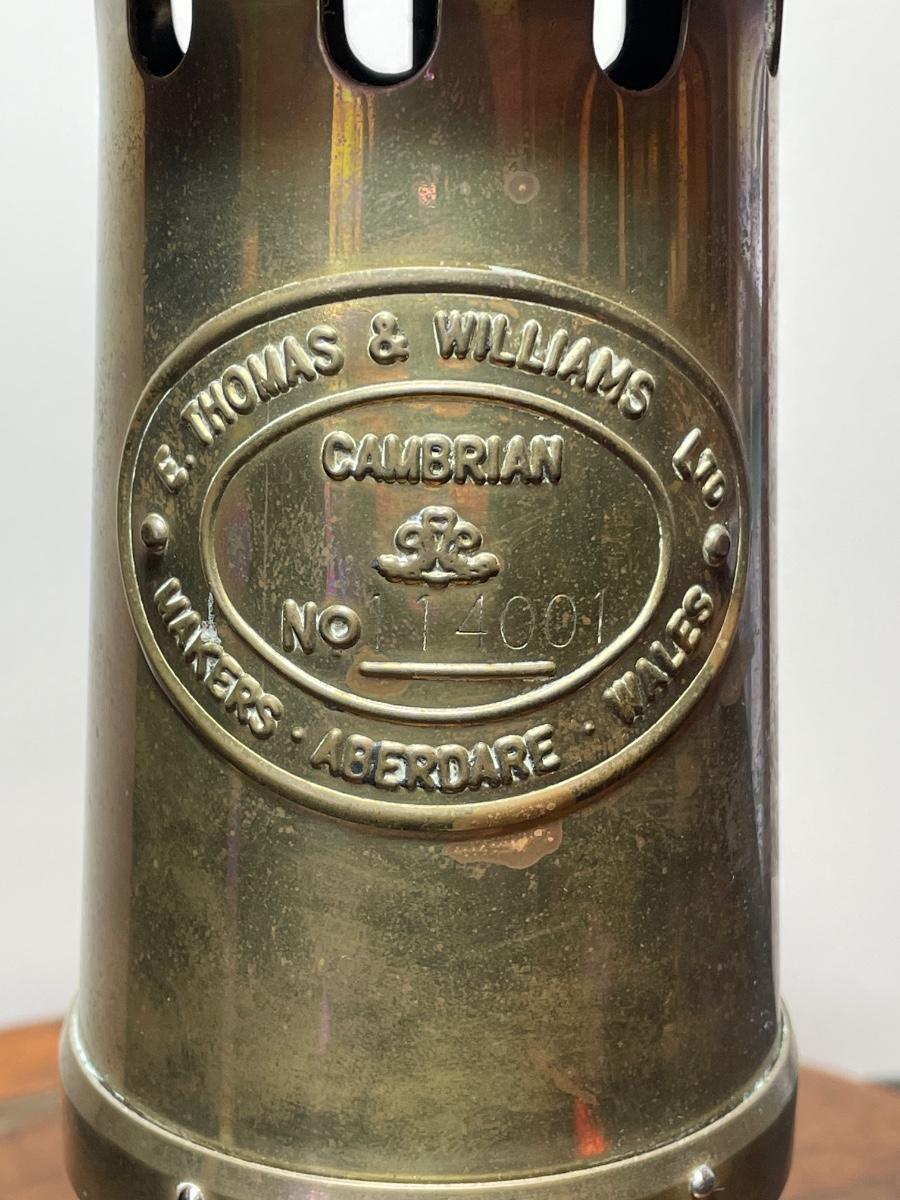 E. THOMAS & WILLIAMS LTD
CAMBRIAN
No 114001
MAKERS · ABERDARE · WALES